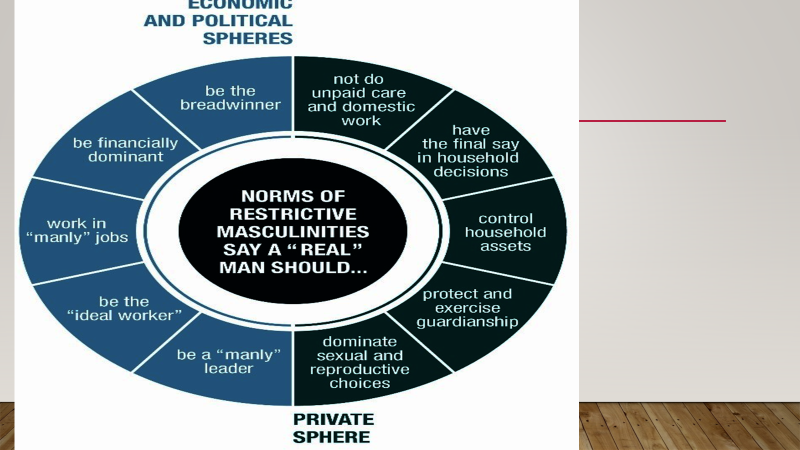 ECONOMIC
AND POLITICAL
SPHERES
be the
breadwinner
not do
unpaid care
and domestic
work
be financially
dominant
have
the final say
in household
decisions
work in
“manly” jobs
control
household
assets
NORMS OF
RESTRICTIVE
MASCULINITIES
SAY A “REAL”
MAN SHOULD...
be the
“ideal worker”
protect and
exercise
guardianship
be a “manly”
leader
dominate
sexual and
reproductive
choices
PRIVATE
SPHERE